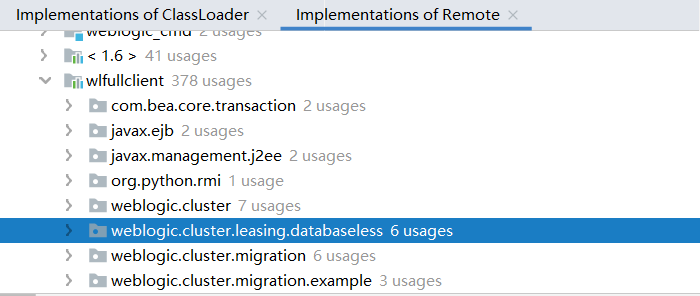 Implementations of ClassLoader Implementations of Remote
weblogic_cmd 2 usages
< 1.6 > 41 usages
wlfullclient 378 usages
com.bea.core.transaction 2 usages
javax.ejb 2 usages
javax.management.j2ee 2 usages
org.python.rmi 1 usage
weblogic.cluster 7 usages
weblogic.cluster.leasing.databaseless 6 usages
weblogic.cluster.migration 6 usages
weblogic.cluster.migration.example 3 usages